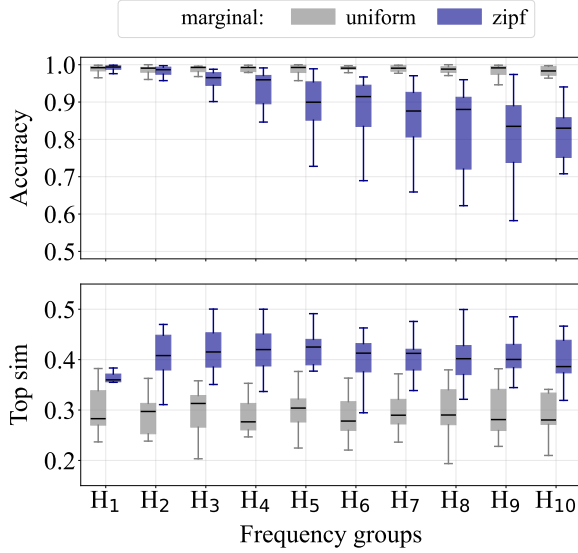 marginal: uniform zipf
1.0
0.9
0.8
0.7
0.6
0.5
Accuracy
0.5
0.4
0.3
0.2
Top sim
H1 H2 H3 H4 H5 H6 H7 H8 H9 H10
Frequency groups